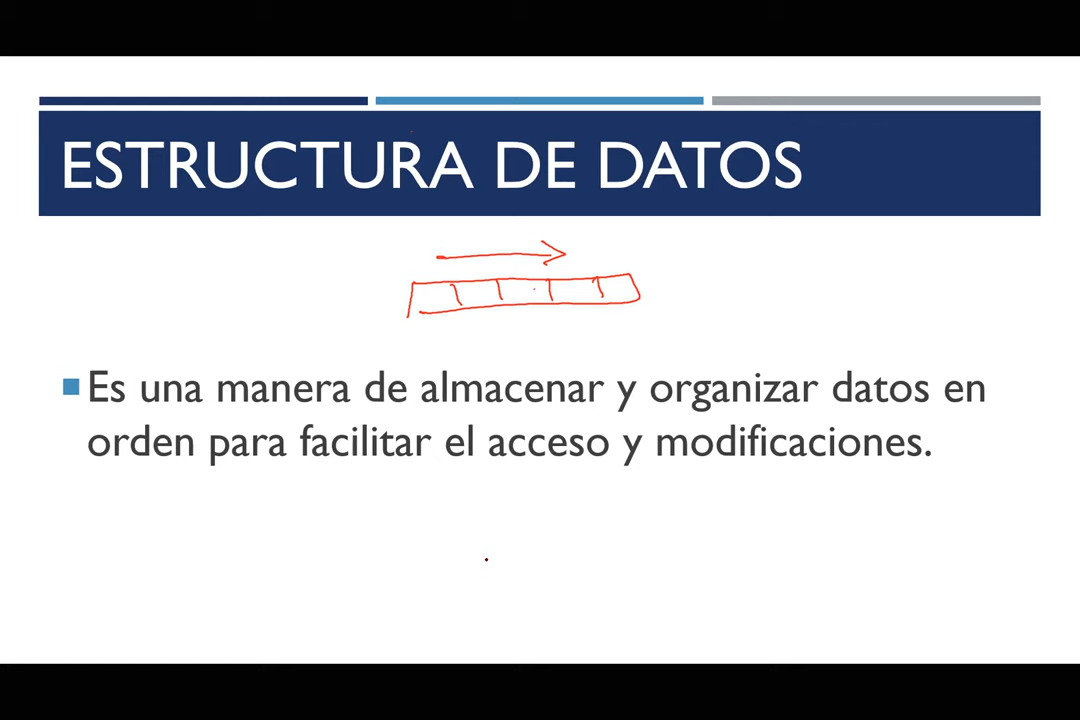 ESTRUCTURA DE DATOS
Es una manera de almacenar y organizar datos en
orden para facilitar el acceso y modificaciones.